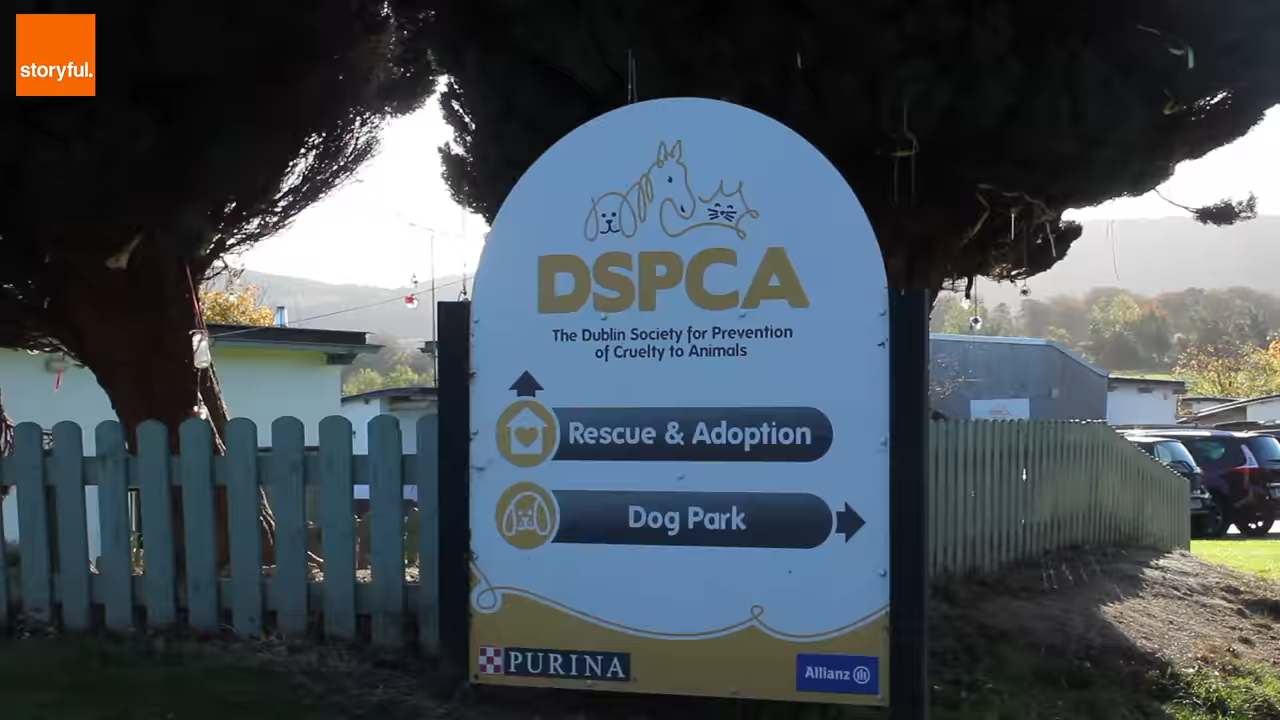 storyful.
DSPCA
The Dublin Society for Prevention
of Cruelty to Animals
Rescue & Adoption
Dog Park
PURINA
Allianz